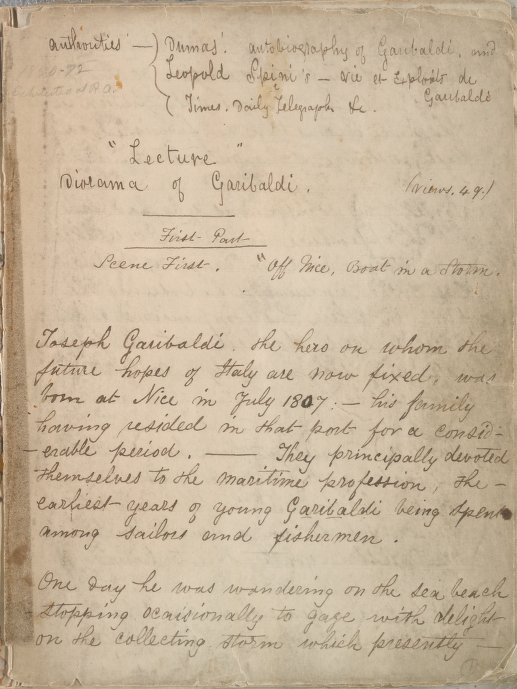 Authorities — Dumas' autobiography of Garibaldi, and
Leopold Spini's — Vie et Exploits de
Garibaldi
Times, Daily Telegraph &c.
"Lecture"
Diorama of Garibaldi.
(Views. 49.)
First Part
Scene First. "Off Nice, Boat in a Storm.
Joseph Garibaldi. the hero on whom the
future hopes of Italy are now fixed, was
born at Nice in July 1807: — his family
having resided in that port for a consid-
-erable period. — They principally devoted
themselves to the maritime profession, the —
earliest years of young Garibaldi being spent
among sailors and fishermen.
One day he was wandering on the sea beach
stopping ocaisionally to gaze with delight
on the collecting storm which presently —